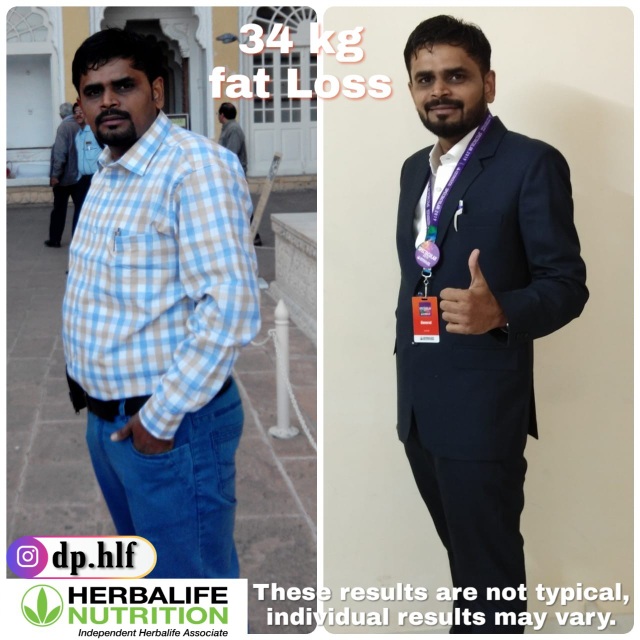 34 kg
fat Loss
dp.hlf
HERBALIFE
NUTRITION
Independent Herbalife Associate
These results are not typical,
individual results may vary.